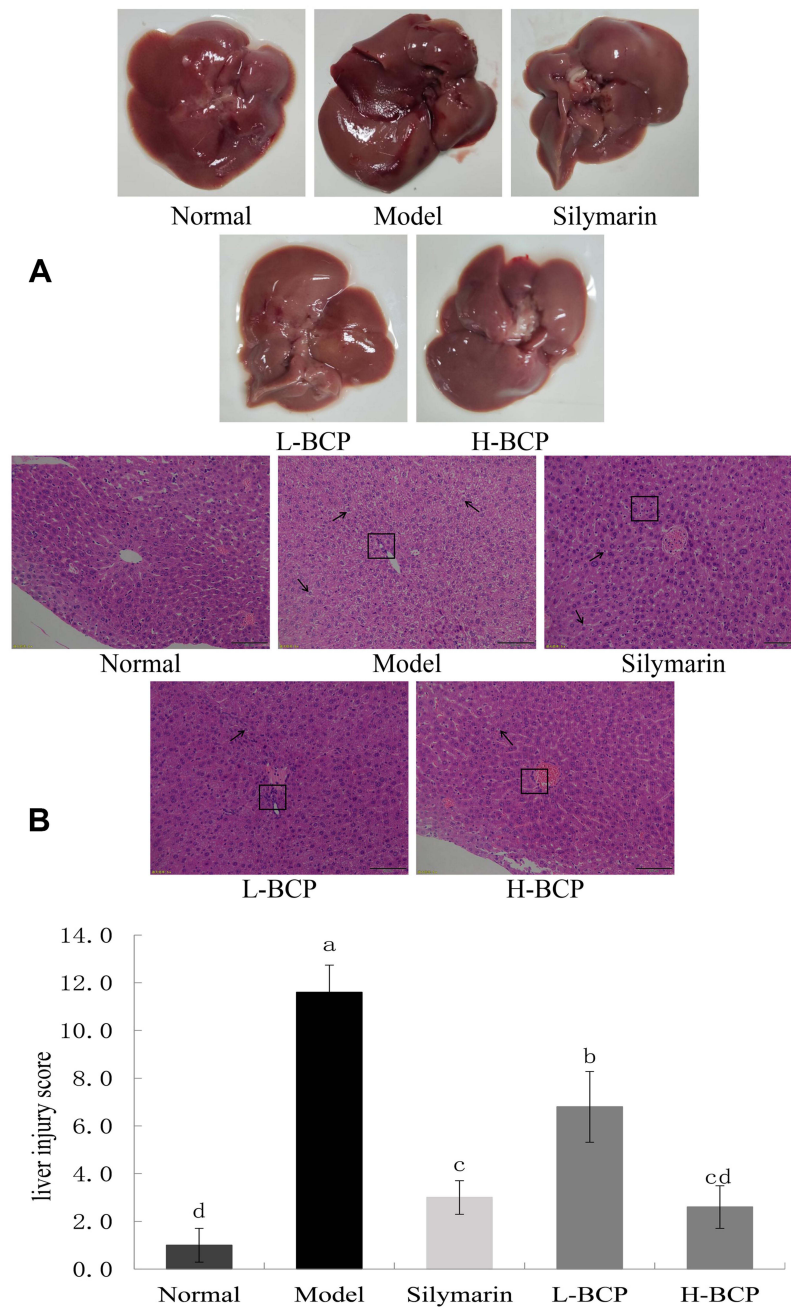 Normal Model Silymarin
A
L-BCP H-BCP
Normal Model Silymarin
B
L-BCP H-BCP
liver injury score
14.0
12.0
10.0
8.0
6.0
4.0
2.0
0.0
d a c b cd
Normal Model Silymarin L-BCP H-BCP